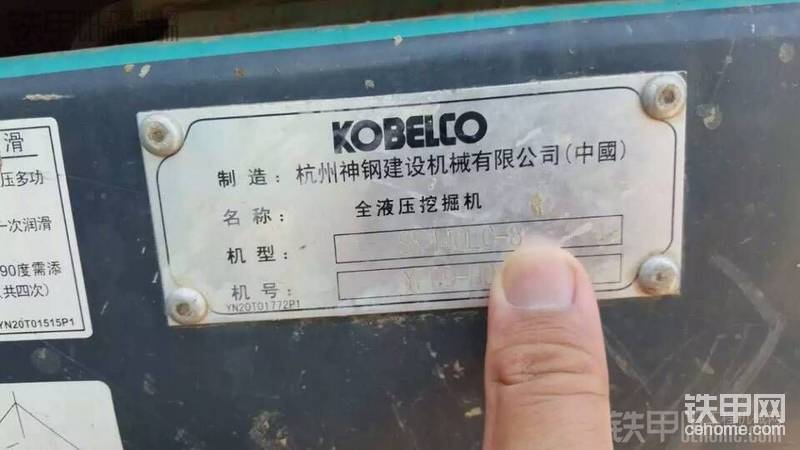 KOBELCO
制造：杭州神钢建设机械有限公司(中國)
名称：全液压挖掘机
机型：
机号：
YN20T01772P1
滑
压多功
一次润滑
90度需添
共四次）
YN20T01515P1
铁甲网
cehome.com